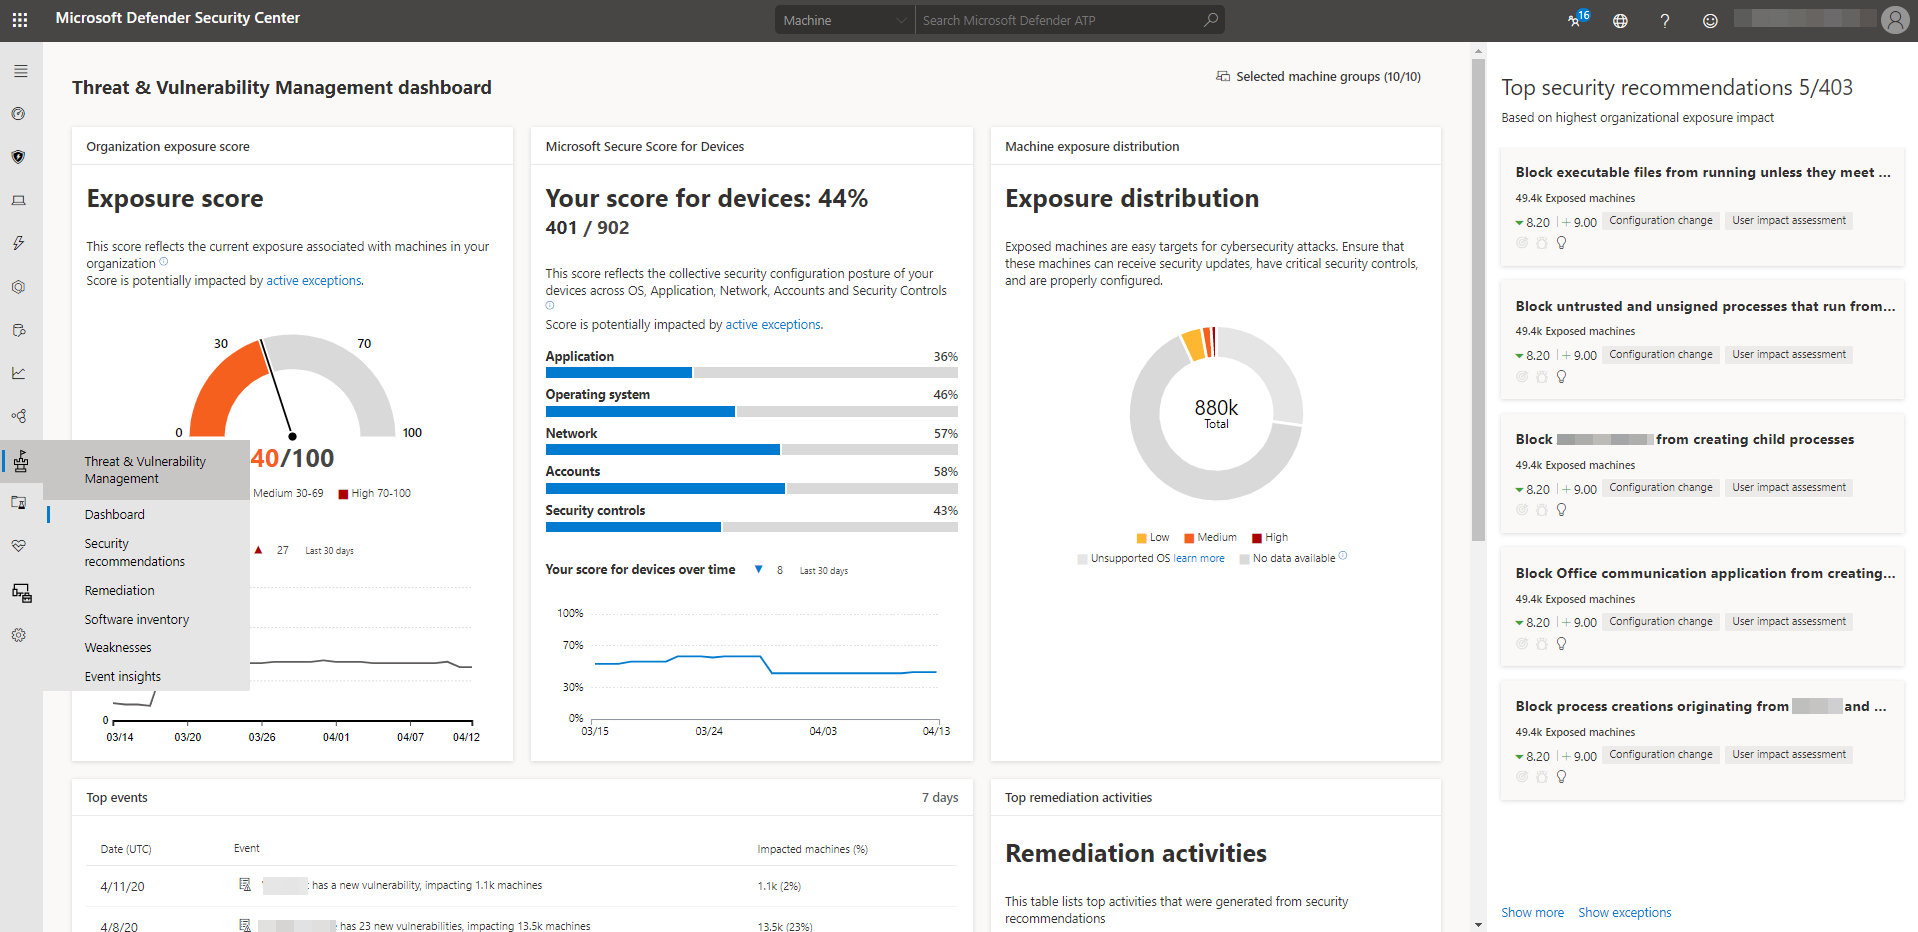 Microsoft Defender Security Center
Machine
Search Microsoft Defender ATP
16
?
Threat & Vulnerability Management dashboard
Selected machine groups (10/10)
Organization exposure score
Exposure score
This score reflects the current exposure associated with machines in your
organization
Score is potentially impacted by active exceptions.
30
70
0
100
40/100
Medium 30-69
High 70-100
27
Last 30 days
0
03/14
03/20
03/26
04/01
04/07
04/12
Threat & Vulnerability
Management
Dashboard
Security
recommendations
Remediation
Software inventory
Weaknesses
Event insights
Microsoft Secure Score for Devices
Your score for devices: 44%
401 / 902
This score reflects the collective security configuration posture of your
devices across OS, Application, Network, Accounts and Security Controls
Score is potentially impacted by active exceptions.
Application 36%
Operating system 46%
Network 57%
Accounts 58%
Security controls 43%
Your score for devices over time
8
Last 30 days
100%
70%
30%
0%
03/15
03/24
04/03
04/13
Machine exposure distribution
Exposure distribution
Exposed machines are easy targets for cybersecurity attacks. Ensure that
these machines can receive security updates, have critical security controls,
and are properly configured.
880k
Total
Low
Medium
High
Unsupported OS learn more
No data available
Top events
7 days
Date (UTC)
Event
Impacted machines (%)
4/11/20
has a new vulnerability, impacting 1.1k machines
1.1k (2%)
4/8/20
has 23 new vulnerabilities, impacting 13.5k machines
13.5k (23%)
Top remediation activities
Remediation activities
This table lists top activities that were generated from security
recommendations
Top security recommendations 5/403
Based on highest organizational exposure impact
Block executable files from running unless they meet ...
49.4k Exposed machines
8.20 | + 9.00 Configuration change User impact assessment
Block untrusted and unsigned processes that run from...
49.4k Exposed machines
8.20 | + 9.00 Configuration change User impact assessment
Block from creating child processes
49.4k Exposed machines
8.20 | + 9.00 Configuration change User impact assessment
Block Office communication application from creating...
49.4k Exposed machines
8.20 | + 9.00 Configuration change User impact assessment
Block process creations originating from and ...
49.4k Exposed machines
8.20 | + 9.00 Configuration change User impact assessment
Show more
Show exceptions